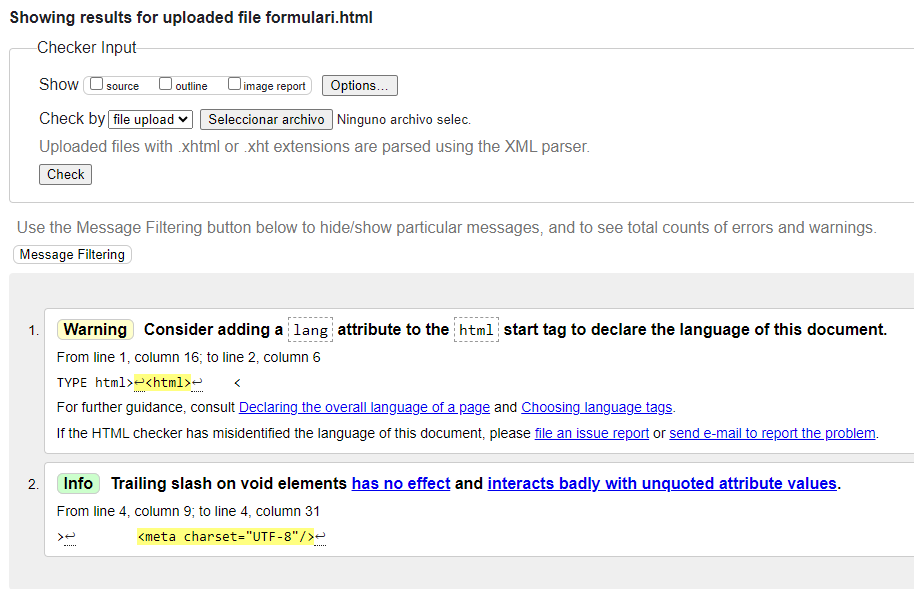 Showing results for uploaded file formulari.html
Checker Input
Show source outline image report Options...
Check by file upload Seleccionar archivo Ninguno archivo selec.
Uploaded files with .xhtml or .xht extensions are parsed using the XML parser.
Check
Use the Message Filtering button below to hide/show particular messages, and to see total counts of errors and warnings.
Message Filtering
1. Warning Consider adding a lang attribute to the html start tag to declare the language of this document.
From line 1, column 16; to line 2, column 6
TYPE html>↩<html>↩    <
For further guidance, consult Declaring the overall language of a page and Choosing language tags.
If the HTML checker has misidentified the language of this document, please file an issue report or send e-mail to report the problem.
2. Info Trailing slash on void elements has no effect and interacts badly with unquoted attribute values.
From line 4, column 9; to line 4, column 31
>↩        <meta charset="UTF-8"/>↩